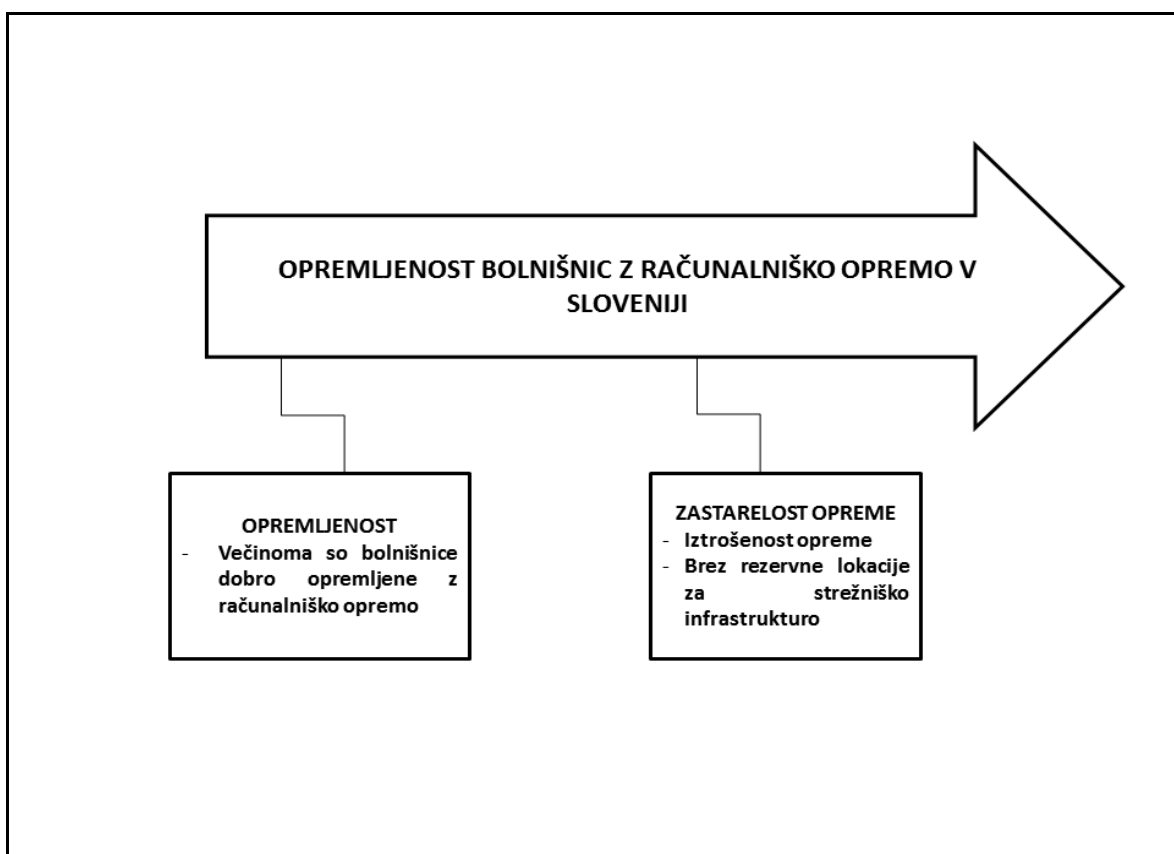 OPREMLJENOST BOLNIŠNIC Z RAČUNALNIŠKO OPREMO V
SLOVENIJI
OPREMLJENOST
- Večinoma so bolnišnice
dobro opremljene z
računalniško opremo
ZASTARELOST OPREME
- Iztrošenost opreme
- Brez rezervne lokacije
za strežniško
infrastrukturo